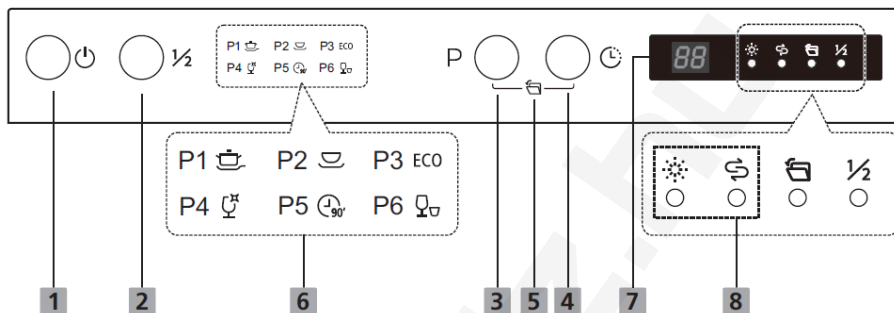 ½ P1 P2 P3 ECO P 88 ½
P4 P5 90' P6
P1 P2 P3 ECO
P4 P5 90' P6
½
1 2 6 3 5 4 7 8